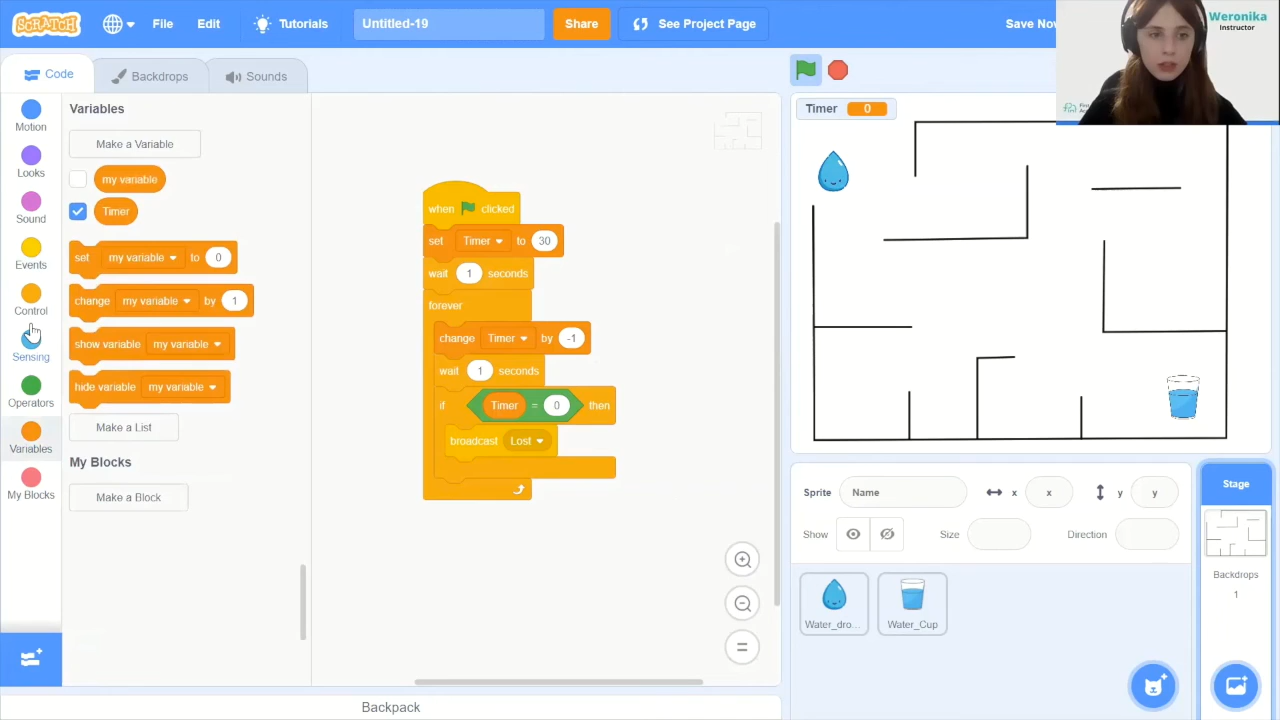 SCRATCH
File
Edit
Tutorials
Untitled-19
Share
See Project Page
Save Now
Weronika
Instructor
Code
Backdrops
Sounds
Motion
Looks
Sound
Events
Control
Sensing
Operators
Variables
My Blocks
Variables
Make a Variable
my variable
Timer
set my variable to 0
change my variable by 1
show variable my variable
hide variable my variable
Make a List
My Blocks
Make a Block
when clicked
set Timer to 30
wait 1 seconds
forever
change Timer by -1
wait 1 seconds
if Timer = 0 then
broadcast Lost
Backpack
Timer 0
Sprite Name x x y y
Show Size Direction
Water_dro...
Water_Cup
Stage
Backdrops
1